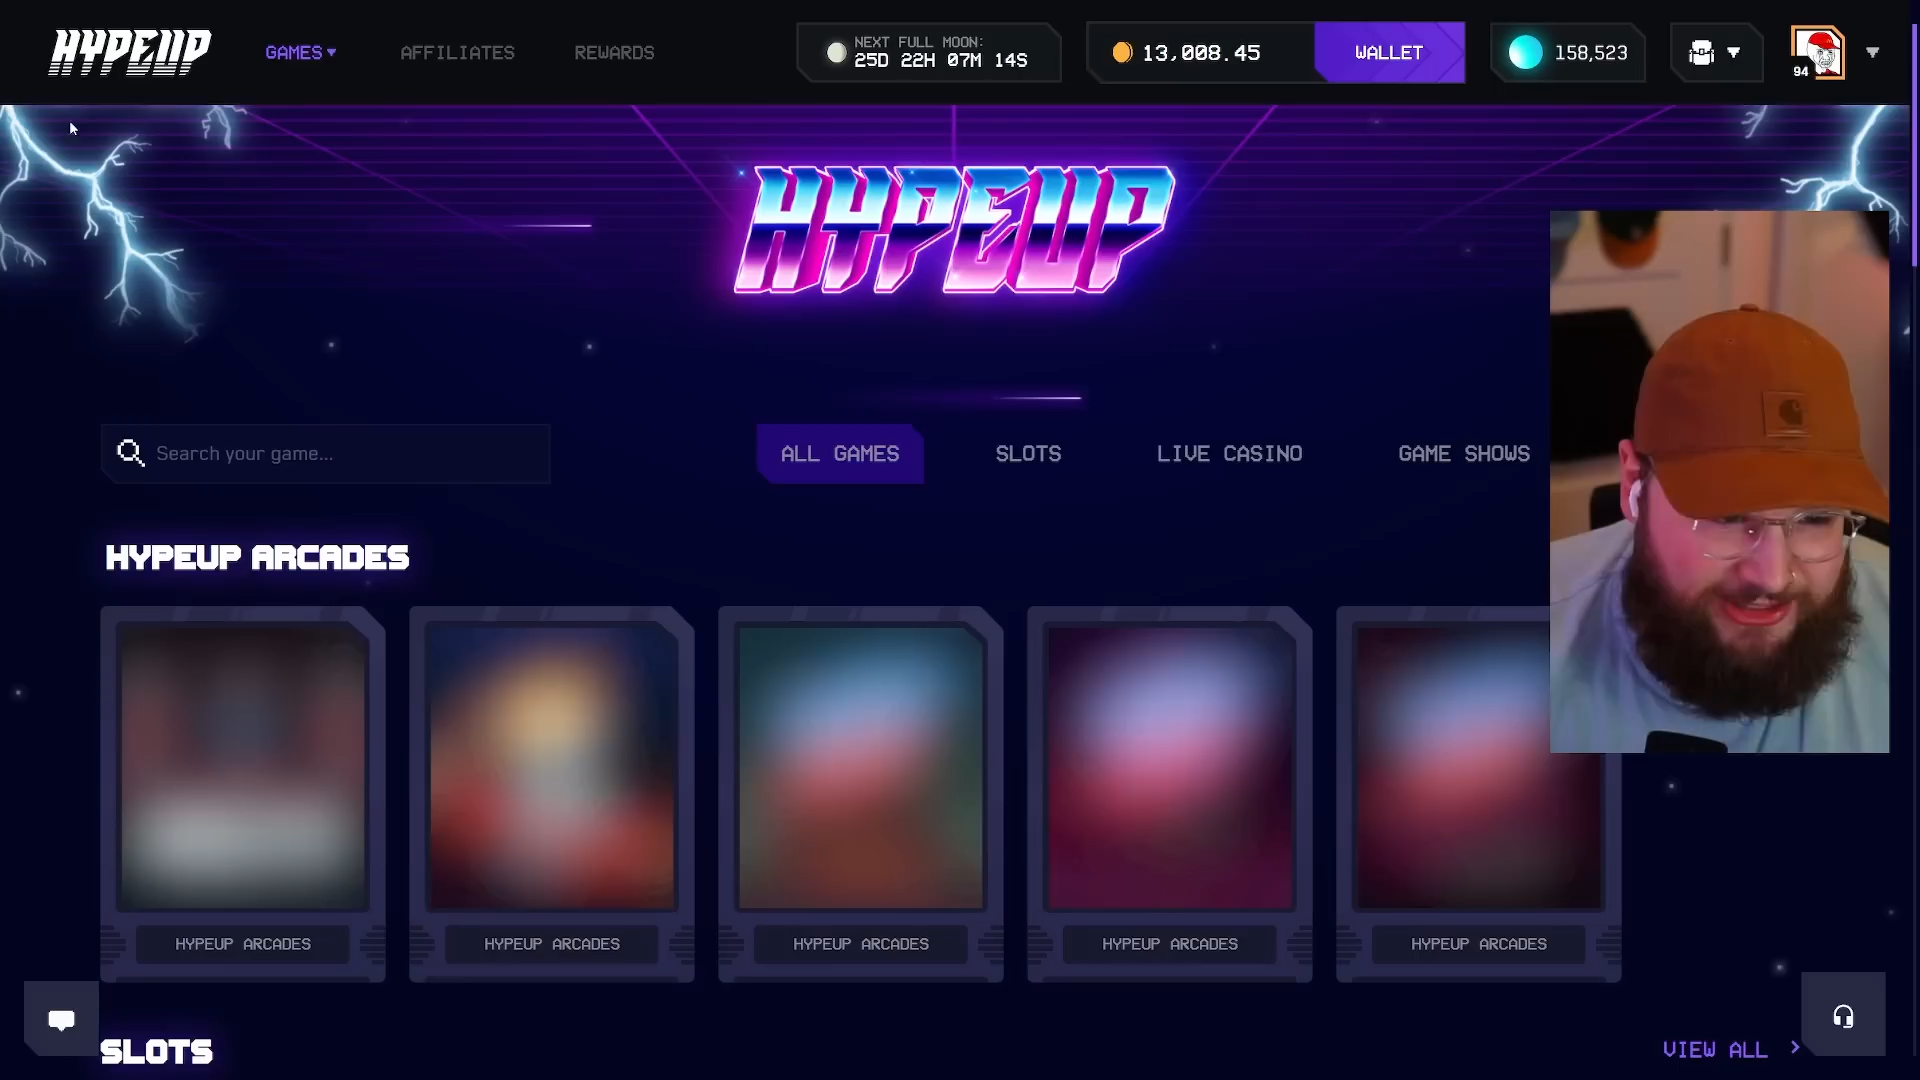 HYPEUP
GAMES
AFFILIATES
REWARDS
NEXT FULL MOON:
25D 22H 07M 14S
13,008.45
WALLET
158,523
94
HYPEUP
Search your game...
ALL GAMES
SLOTS
LIVE CASINO
GAME SHOWS
HYPEUP ARCADES
HYPEUP ARCADES
HYPEUP ARCADES
HYPEUP ARCADES
HYPEUP ARCADES
HYPEUP ARCADES
SLOTS
VIEW ALL